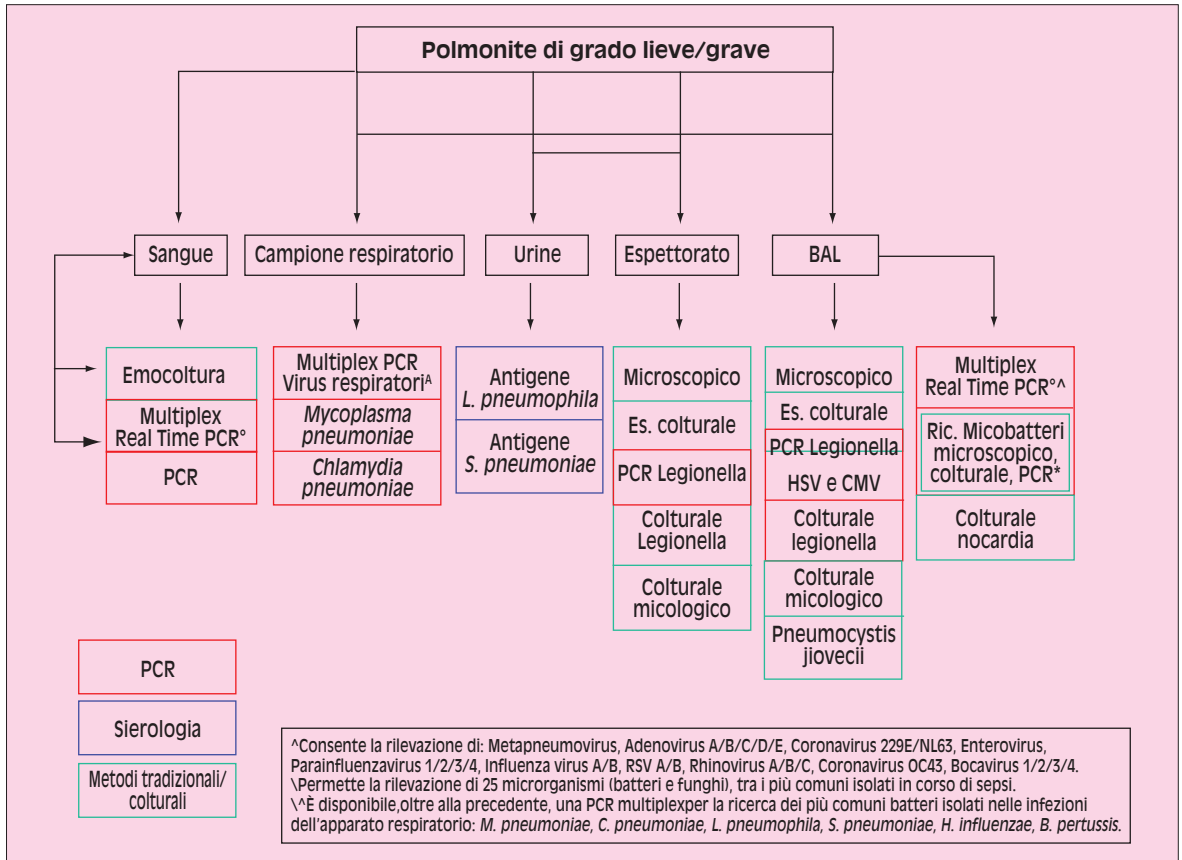 Polmonite di grado lieve/grave
Sangue
Campione respiratorio
Urine
Espettorato
BAL
Emocoltura
Multiplex
Real Time PCR°
PCR
Multiplex PCR
Virus respiratoriᴬ
Mycoplasma
pneumoniae
Chlamydia
pneumoniae
Antigene
L. pneumophila
Antigene
S. pneumoniae
Microscopico
Es. colturale
PCR Legionella
Colturale
Legionella
Colturale
micologico
Microscopico
Es. colturale
PCR Legionella
HSV e CMV
Colturale
legionella
Colturale
micologico
Pneumocystis
jiovecii
Multiplex
Real Time PCR°^
Ric. Micobatteri
microscopico,
colturale, PCR*
Colturale
nocardia
PCR
Sierologia
Metodi tradizionali/
colturali
^Consente la rilevazione di: Metapneumovirus, Adenovirus A/B/C/D/E, Coronavirus 229E/NL63, Enterovirus,
Parainfluenzavirus 1/2/3/4, Influenza virus A/B, RSV A/B, Rhinovirus A/B/C, Coronavirus OC43, Bocavirus 1/2/3/4.
\Permette la rilevazione di 25 microrganismi (batteri e funghi), tra i più comuni isolati in corso di sepsi.
\^È disponibile,oltre alla precedente, una PCR multiplexper la ricerca dei più comuni batteri isolati nelle infezioni
dell'apparato respiratorio: M. pneumoniae, C. pneumoniae, L. pneumophila, S. pneumoniae, H. influenzae, B. pertussis.